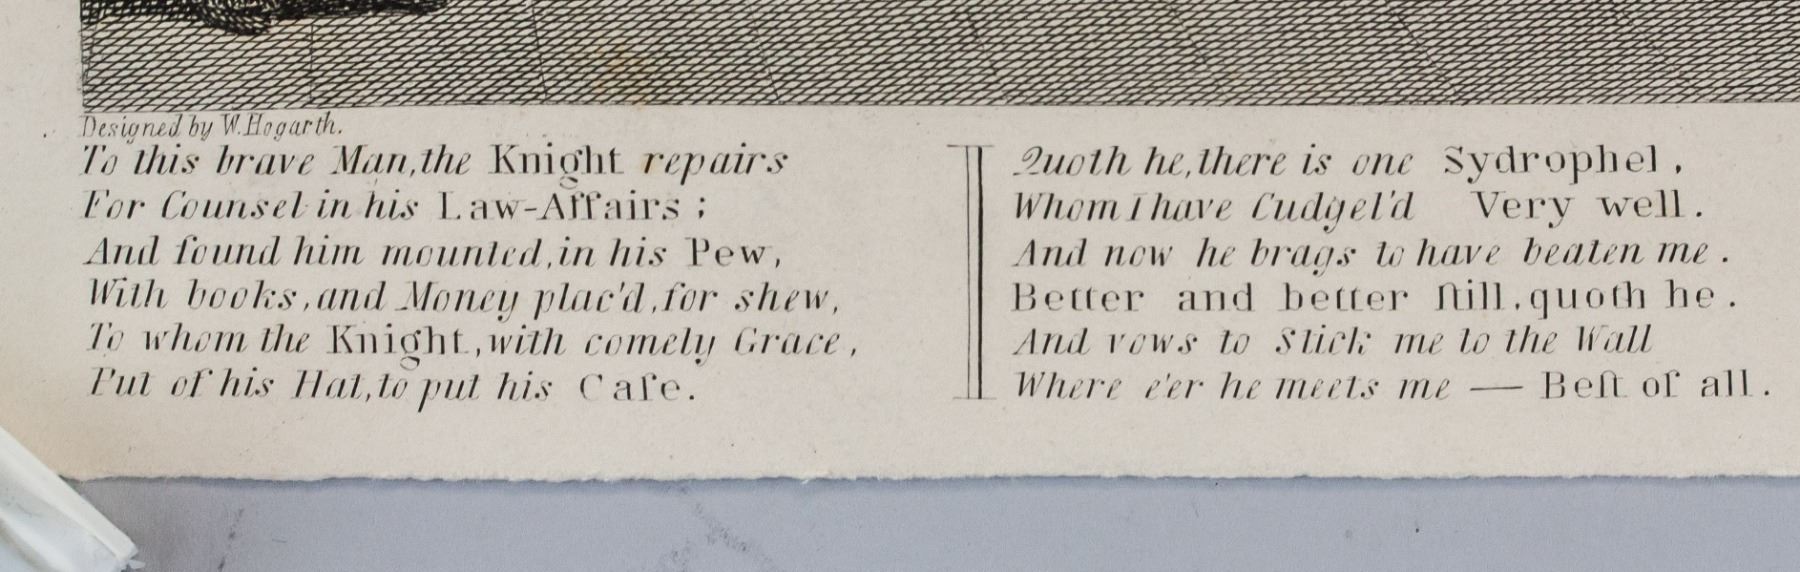 Designed by W. Hogarth.
To this brave Man, the Knight repairs
For Counsel in his Law-Affairs;
And found him mounted, in his Pew,
With books, and Money plac'd, for shew,
To whom the Knight, with comely Grace,
Put of his Hat, to put his Caſe.
Quoth he, there is one Sydrophel,
Whom I have Cudgel'd Very well.
And now he brags to have beaten me.
Better and better ſtill, quoth he.
And vows to Stick me to the Wall
Where e'er he meets me — Beſt of all.